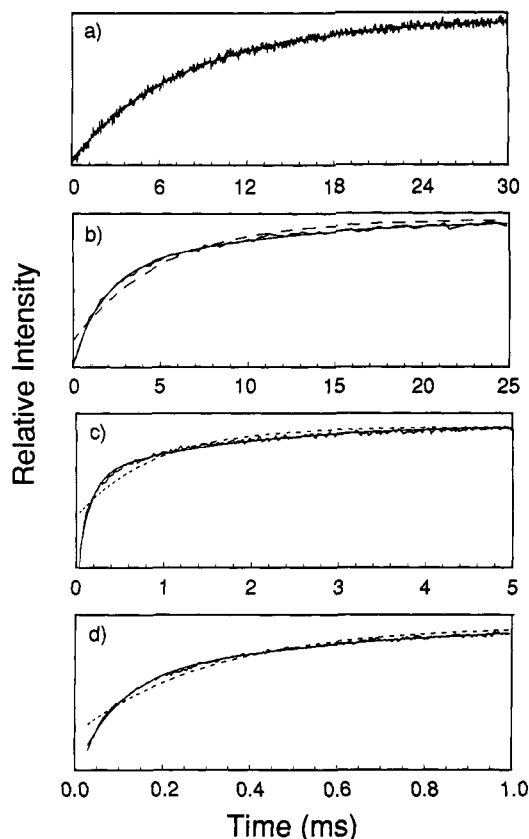 a)
0 6 12 18 24 30
b)
0 5 10 15 20 25
Relative Intensity
c)
0 1 2 3 4 5
d)
0.0 0.2 0.4 0.6 0.8 1.0
Time (ms)